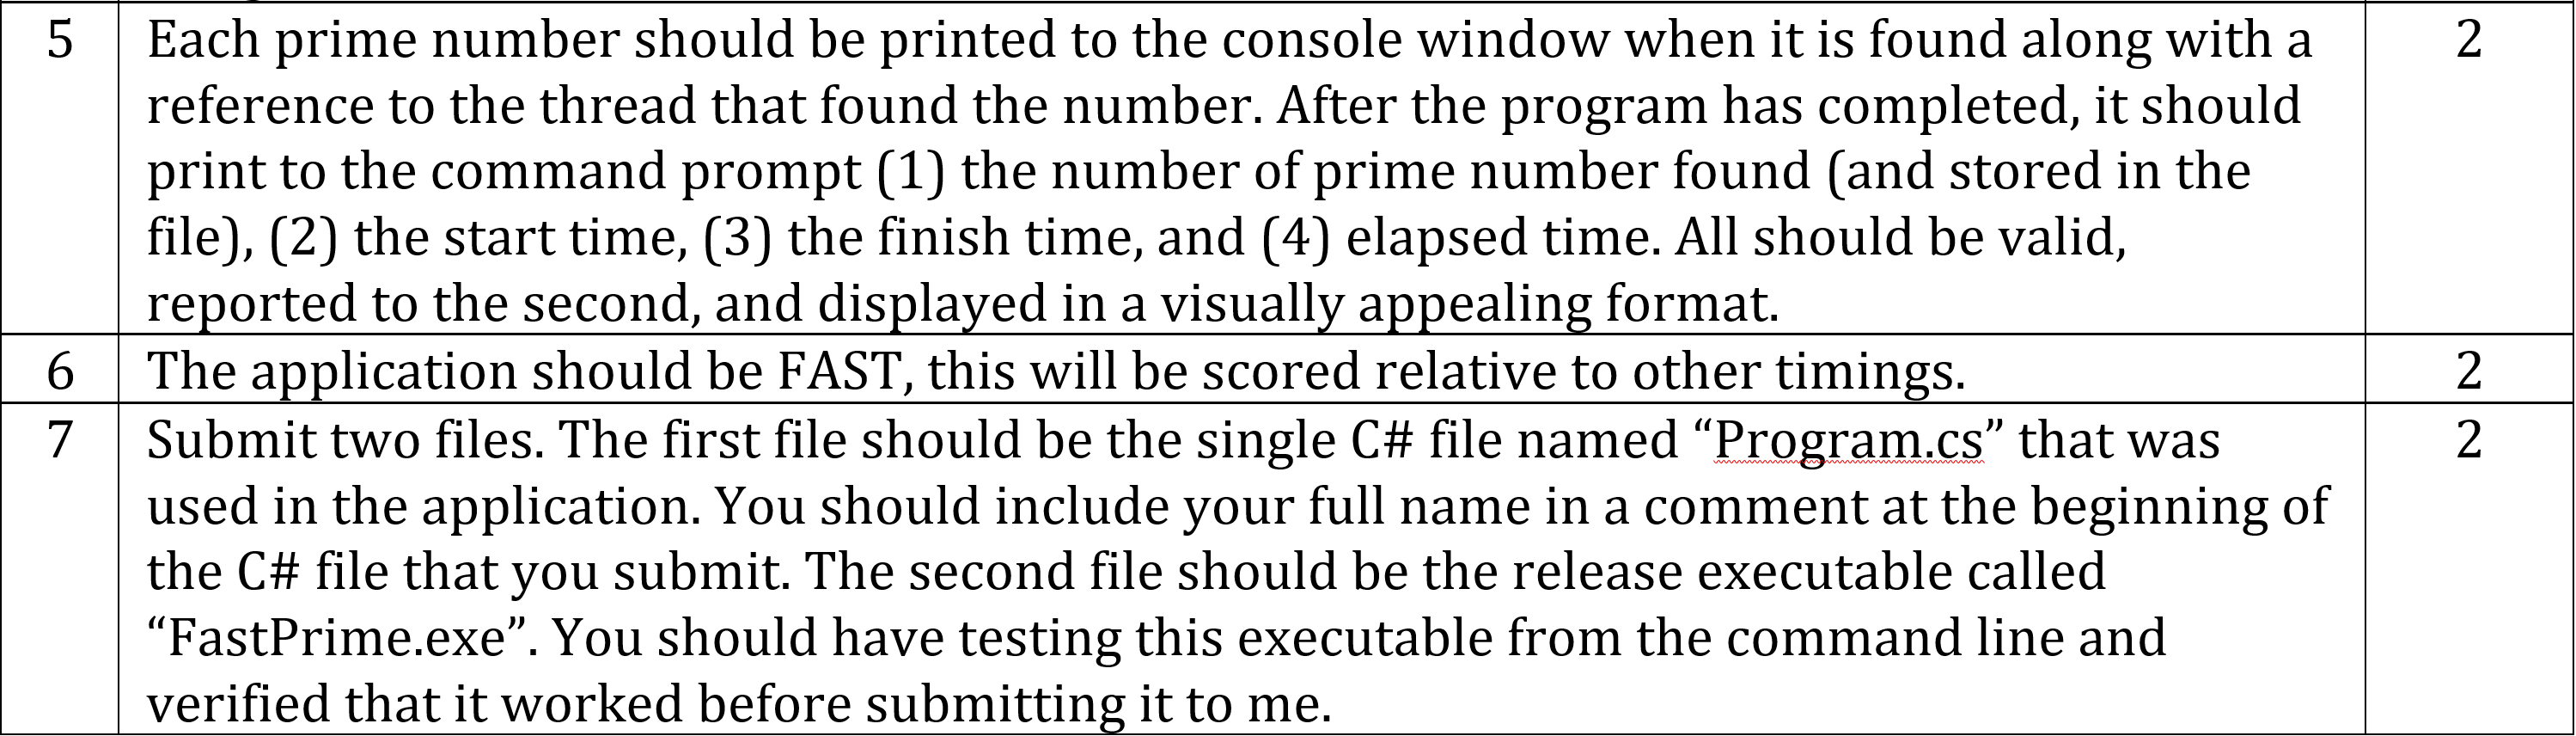 5 Each prime number should be printed to the console window when it is found along with a 2
reference to the thread that found the number. After the program has completed, it should
print to the command prompt (1) the number of prime number found (and stored in the
file), (2) the start time, (3) the finish time, and (4) elapsed time. All should be valid,
reported to the second, and displayed in a visually appealing format.
6 The application should be FAST, this will be scored relative to other timings. 2
7 Submit two files. The first file should be the single C# file named “Program.cs” that was 2
used in the application. You should include your full name in a comment at the beginning of
the C# file that you submit. The second file should be the release executable called
“FastPrime.exe”. You should have testing this executable from the command line and
verified that it worked before submitting it to me.